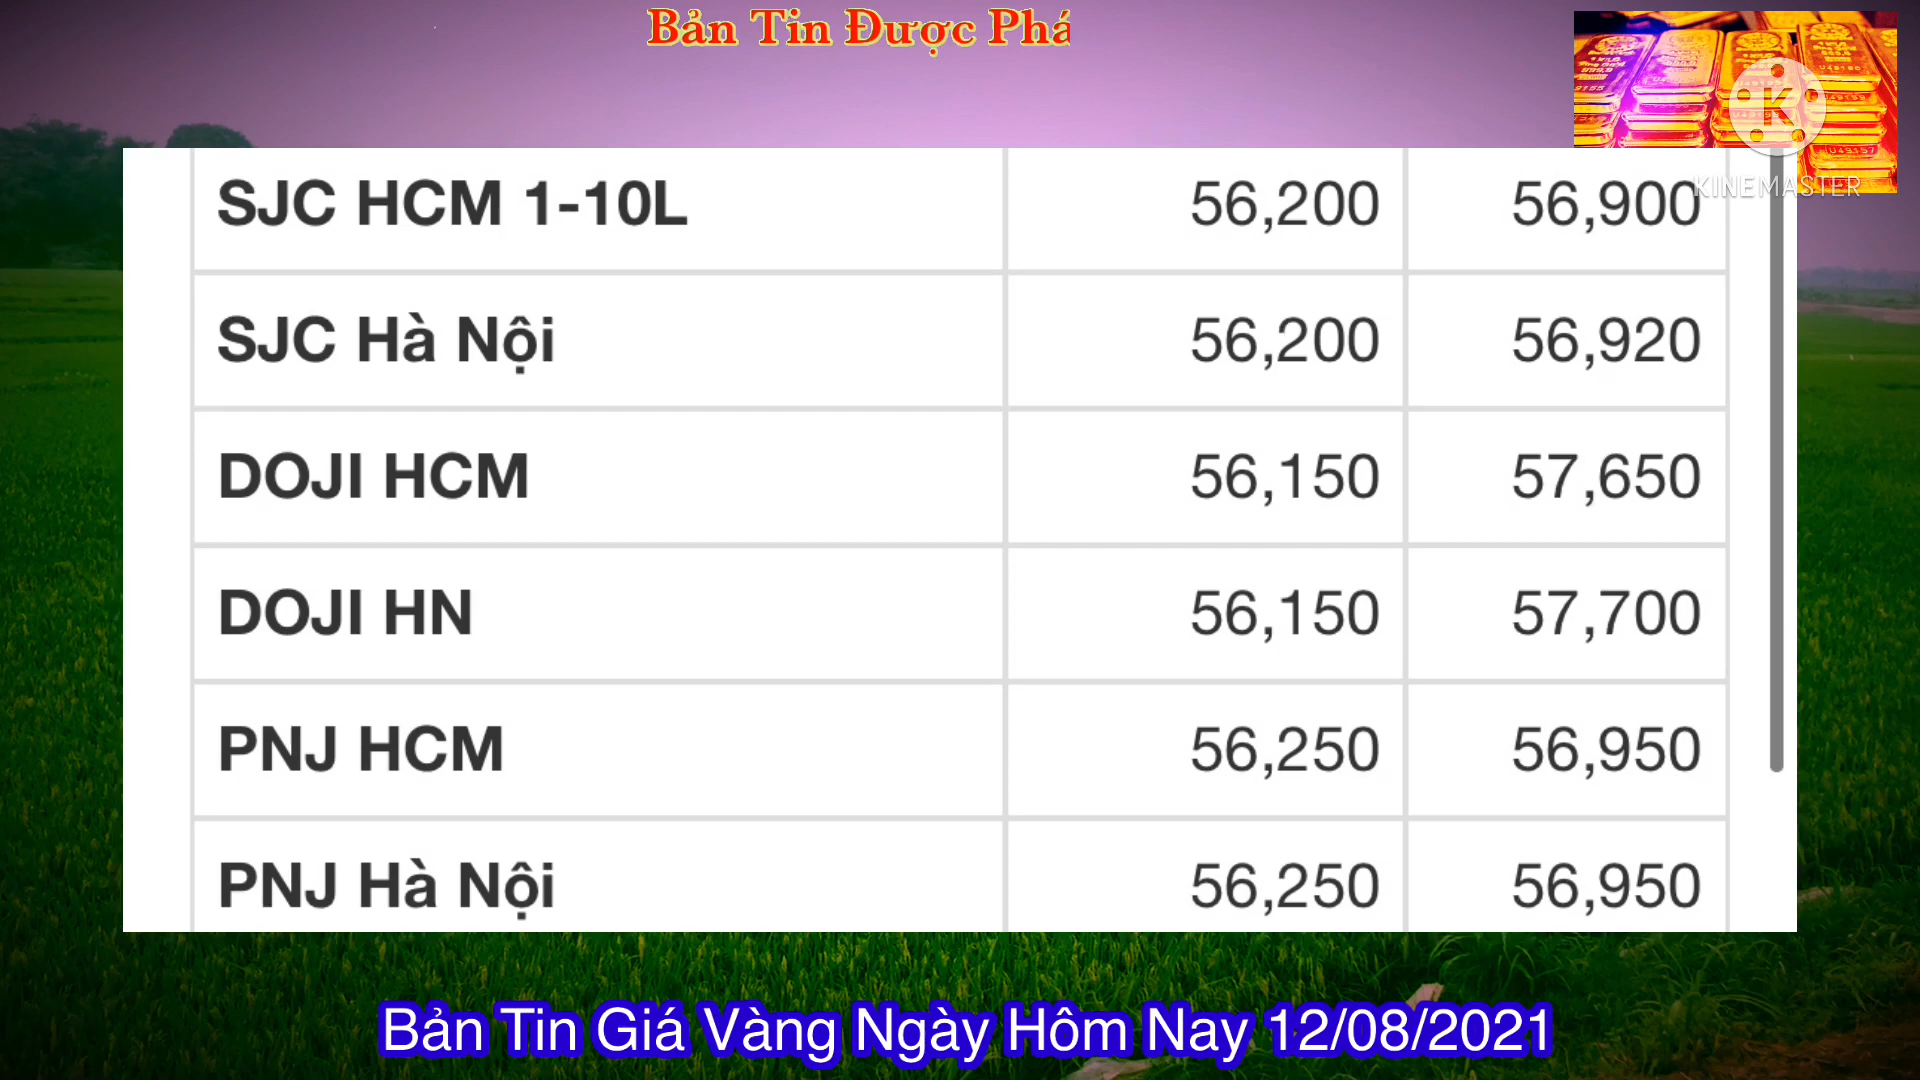 Bản Tin Được Phá
KINEMASTER
SJC HCM 1-10L 56,200 56,900
SJC Hà Nội 56,200 56,920
DOJI HCM 56,150 57,650
DOJI HN 56,150 57,700
PNJ HCM 56,250 56,950
PNJ Hà Nội 56,250 56,950
Bản Tin Giá Vàng Ngày Hôm Nay 12/08/2021